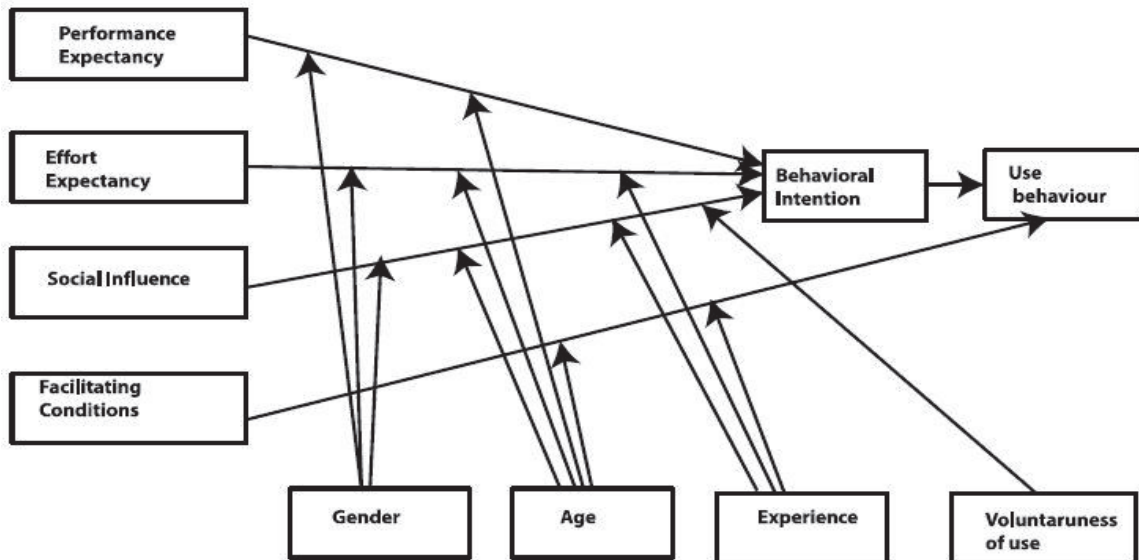 Performance
Expectancy
Effort
Expectancy
Social Influence
Facilitating
Conditions
Behavioral
Intention
Use
behaviour
Gender
Age
Experience
Voluntaruness
of use